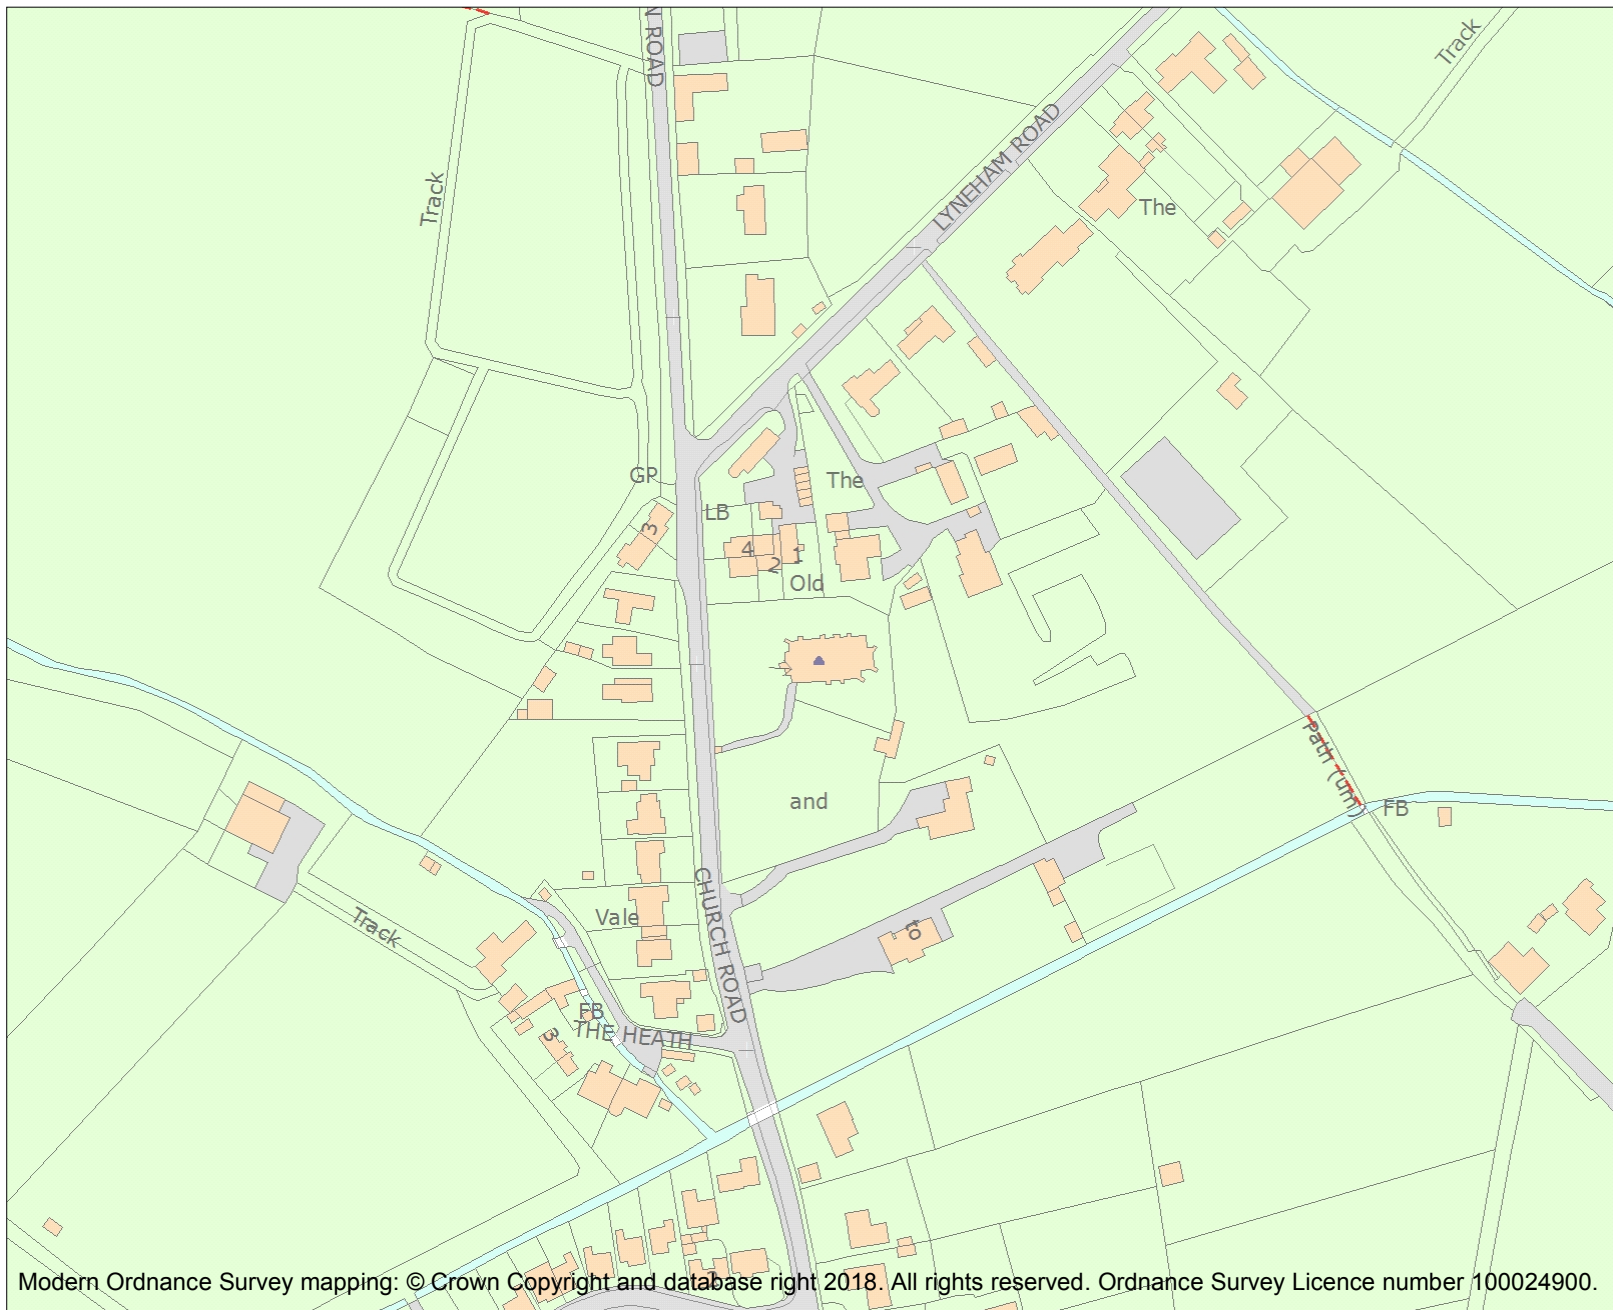 N ROAD
Track
LYNEHAM ROAD
Track
The
GP
LB
The
3
4
2
1
Old
and
Path (um)
FB
Vale
CHURCH ROAD
to
Track
FB
THE HEATH
3
2
Modern Ordnance Survey mapping: © Crown Copyright and database right 2018. All rights reserved. Ordnance Survey Licence number 100024900.